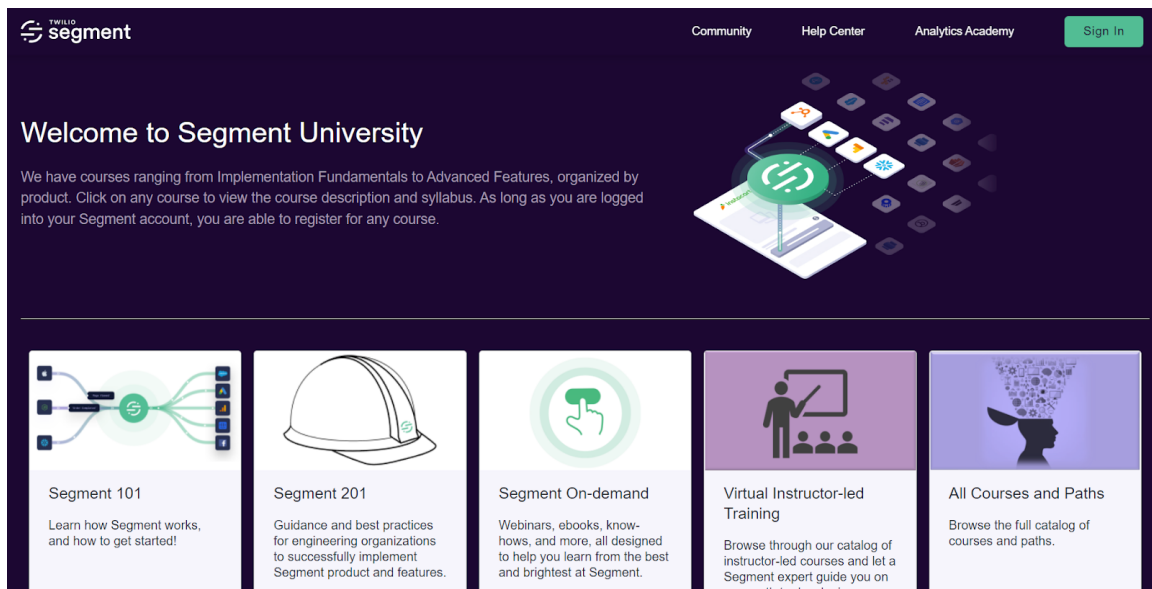 TWILIO
segment
Community
Help Center
Analytics Academy
Sign In
Welcome to Segment University
We have courses ranging from Implementation Fundamentals to Advanced Features, organized by
product. Click on any course to view the course description and syllabus. As long as you are logged
into your Segment account, you are able to register for any course.
Segment 101
Learn how Segment works,
and how to get started!
Segment 201
Guidance and best practices
for engineering organizations
to successfully implement
Segment product and features.
Segment On-demand
Webinars, ebooks, know-
hows, and more, all designed
to help you learn from the best
and brightest at Segment.
Virtual Instructor-led
Training
Browse through our catalog of
instructor-led courses and let a
Segment expert guide you on
All Courses and Paths
Browse the full catalog of
courses and paths.